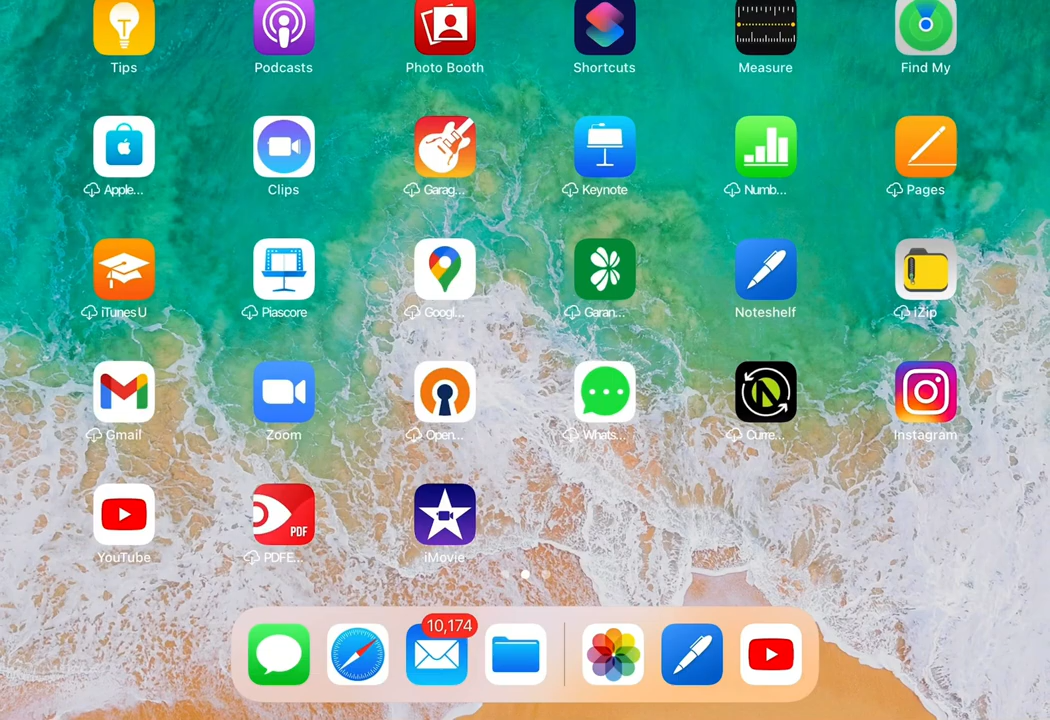 Tips
Podcasts
Photo Booth
Shortcuts
Measure
Find My
Apple...
Clips
Garag...
Keynote
Numb...
Pages
iTunes U
Piascore
Googl...
Garan...
Noteshelf
iZip
Gmail
Zoom
Open...
Whats...
Curre...
Instagram
PDF
YouTube
PDFE...
iMovie
10,174